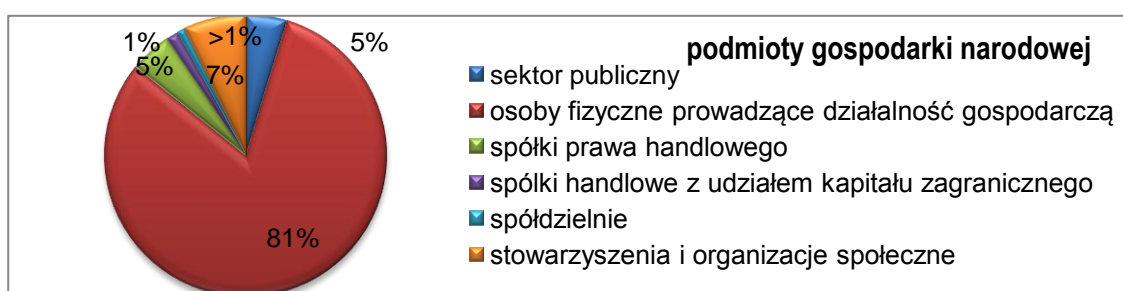 podmioty gospodarki narodowej
1%
>1%
5%
5%
7%
81%
sektor publiczny
osoby fizyczne prowadzące działalność gospodarczą
spółki prawa handlowego
spólki handlowe z udziałem kapitału zagranicznego
spółdzielnie
stowarzyszenia i organizacje społeczne